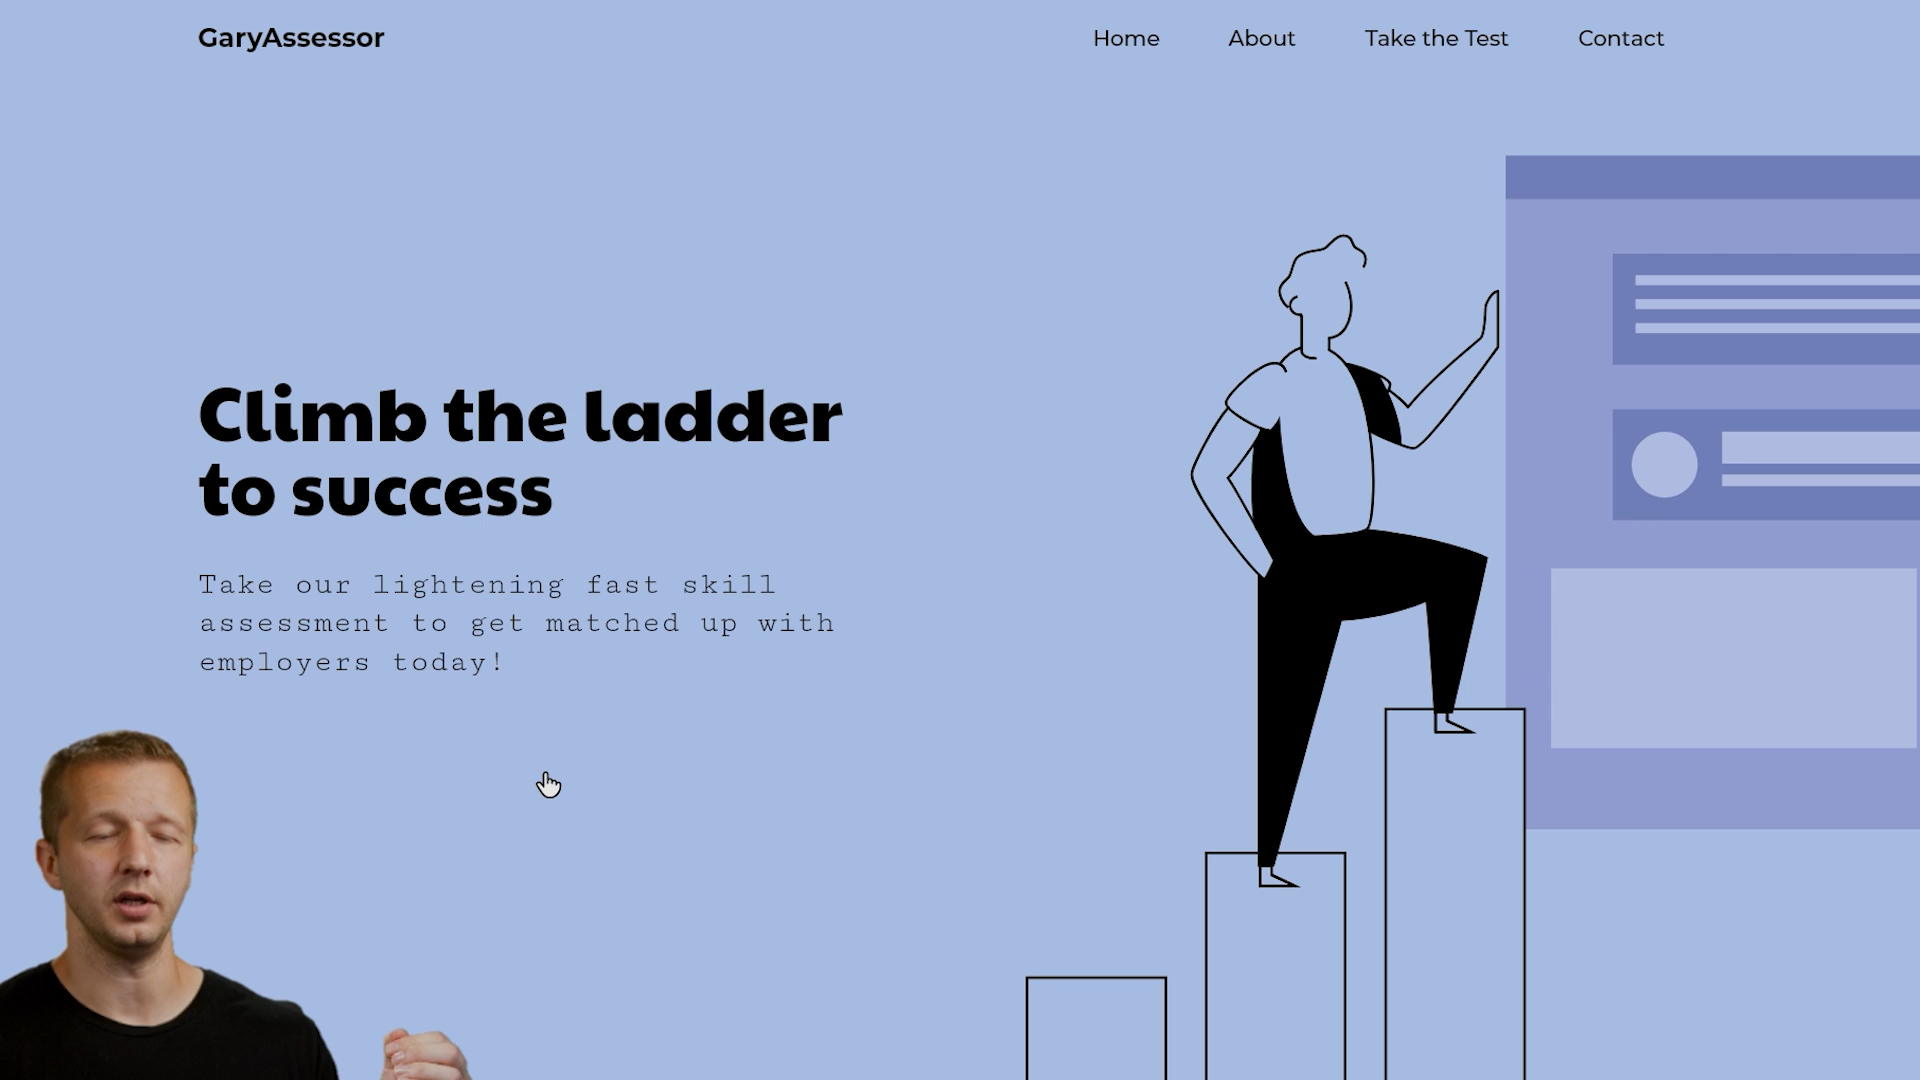 GaryAssessor
Home
About
Take the Test
Contact
Climb the ladder
to success
Take our lightening fast skill
assessment to get matched up with
employers today!